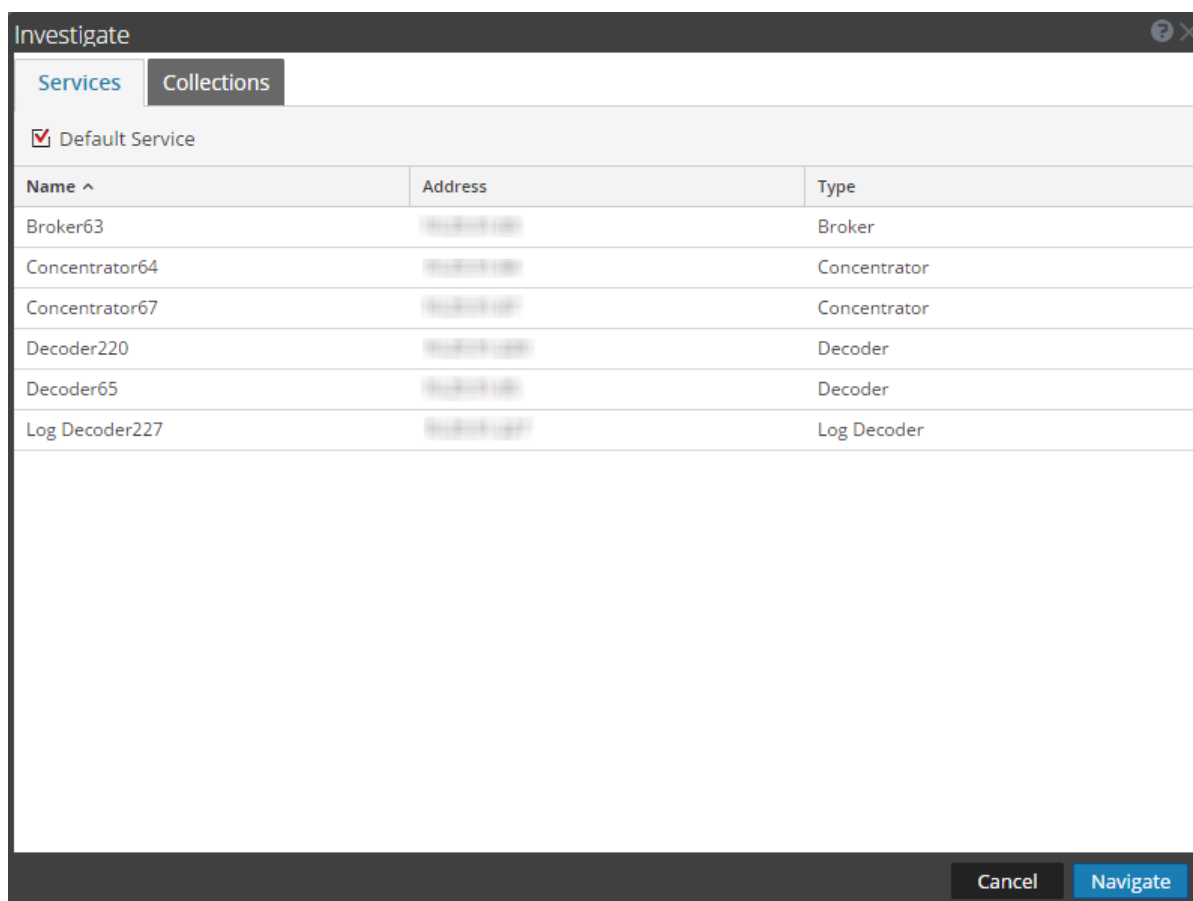 Investigate
Services Collections
Default Service
Name Address Type
Broker63 Broker
Concentrator64 Concentrator
Concentrator67 Concentrator
Decoder220 Decoder
Decoder65 Decoder
Log Decoder227 Log Decoder
Cancel Navigate